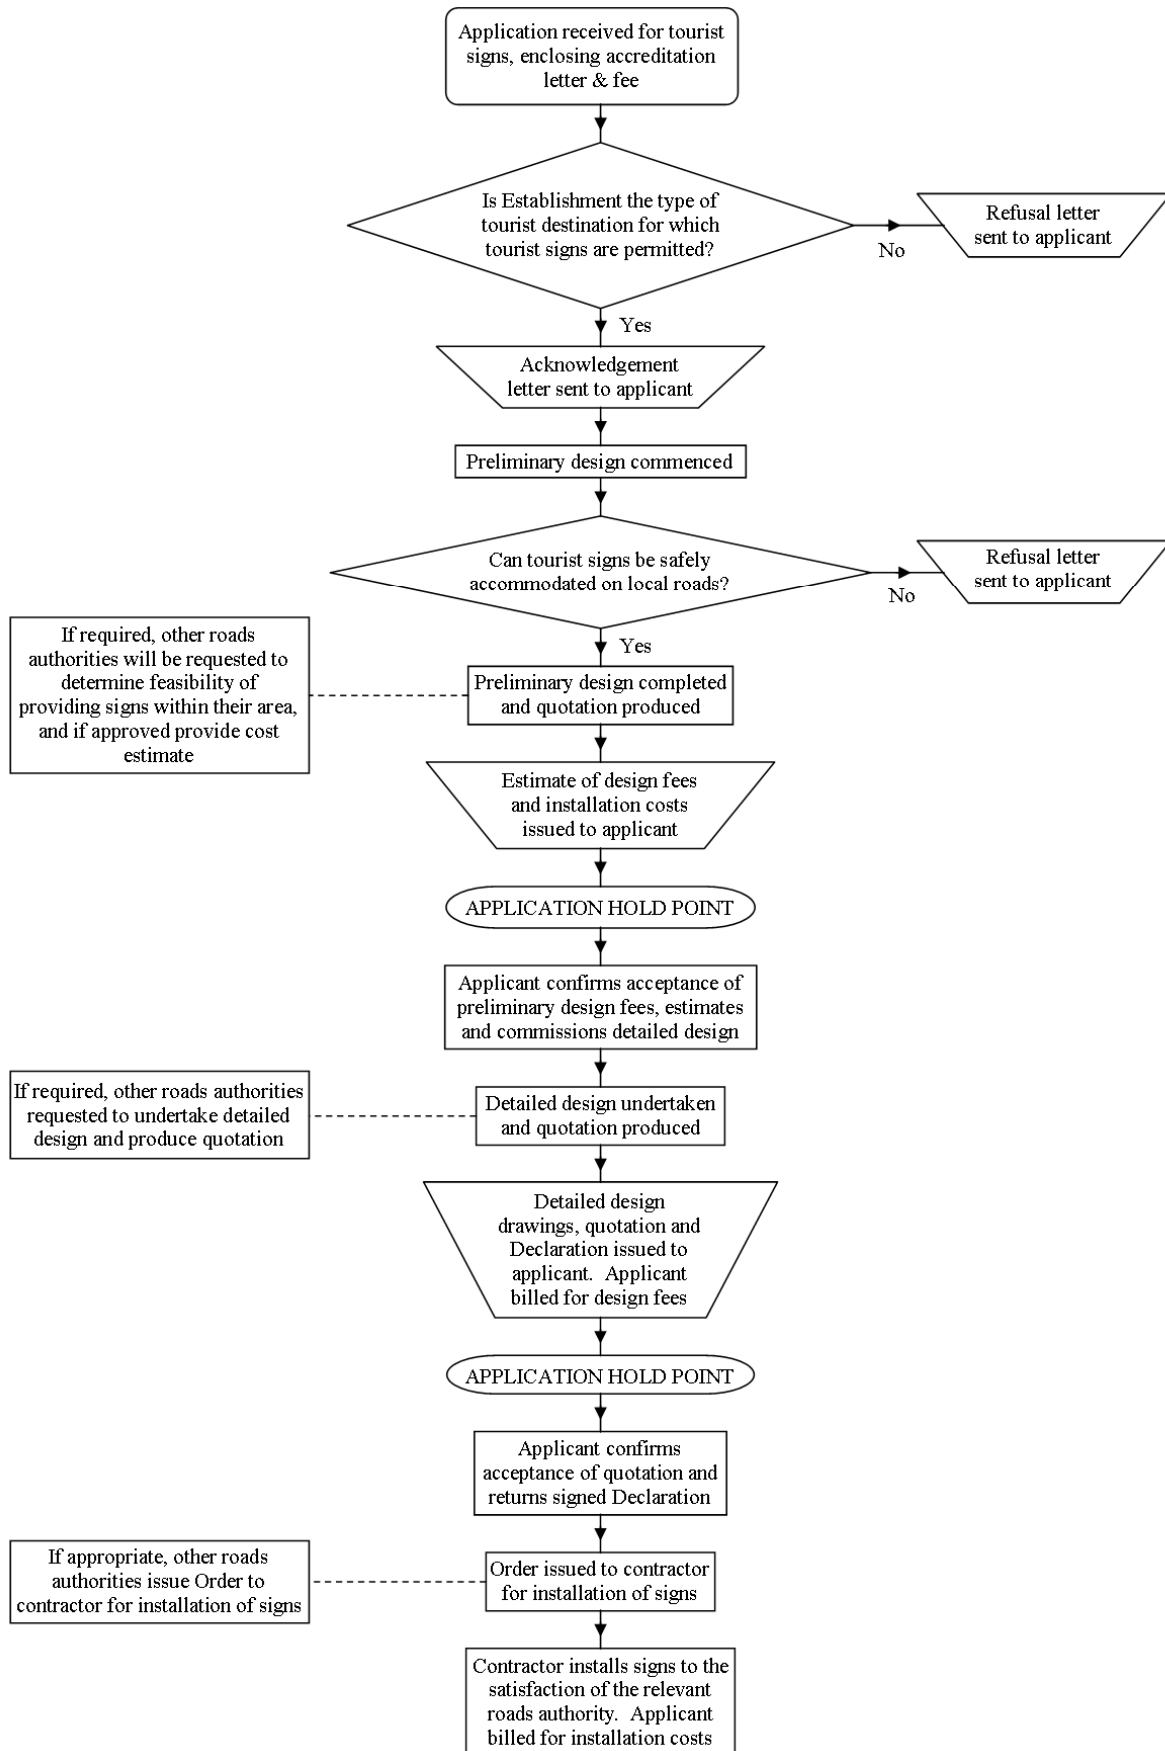 Application received for tourist
signs, enclosing accreditation
letter & fee
Is Establishment the type of
tourist destination for which
tourist signs are permitted?
No
Refusal letter
sent to applicant
Yes
Acknowledgement
letter sent to applicant
Preliminary design commenced
Can tourist signs be safely
accommodated on local roads?
No
Refusal letter
sent to applicant
Yes
If required, other roads
authorities will be requested to
determine feasibility of
providing signs within their area,
and if approved provide cost
estimate
Preliminary design completed
and quotation produced
Estimate of design fees
and installation costs
issued to applicant
APPLICATION HOLD POINT
Applicant confirms acceptance of
preliminary design fees, estimates
and commissions detailed design
If required, other roads authorities
requested to undertake detailed
design and produce quotation
Detailed design undertaken
and quotation produced
Detailed design
drawings, quotation and
Declaration issued to
applicant.  Applicant
billed for design fees
APPLICATION HOLD POINT
Applicant confirms
acceptance of quotation and
returns signed Declaration
If appropriate, other roads
authorities issue Order to
contractor for installation of signs
Order issued to contractor
for installation of signs
Contractor installs signs to the
satisfaction of the relevant
roads authority.  Applicant
billed for installation costs